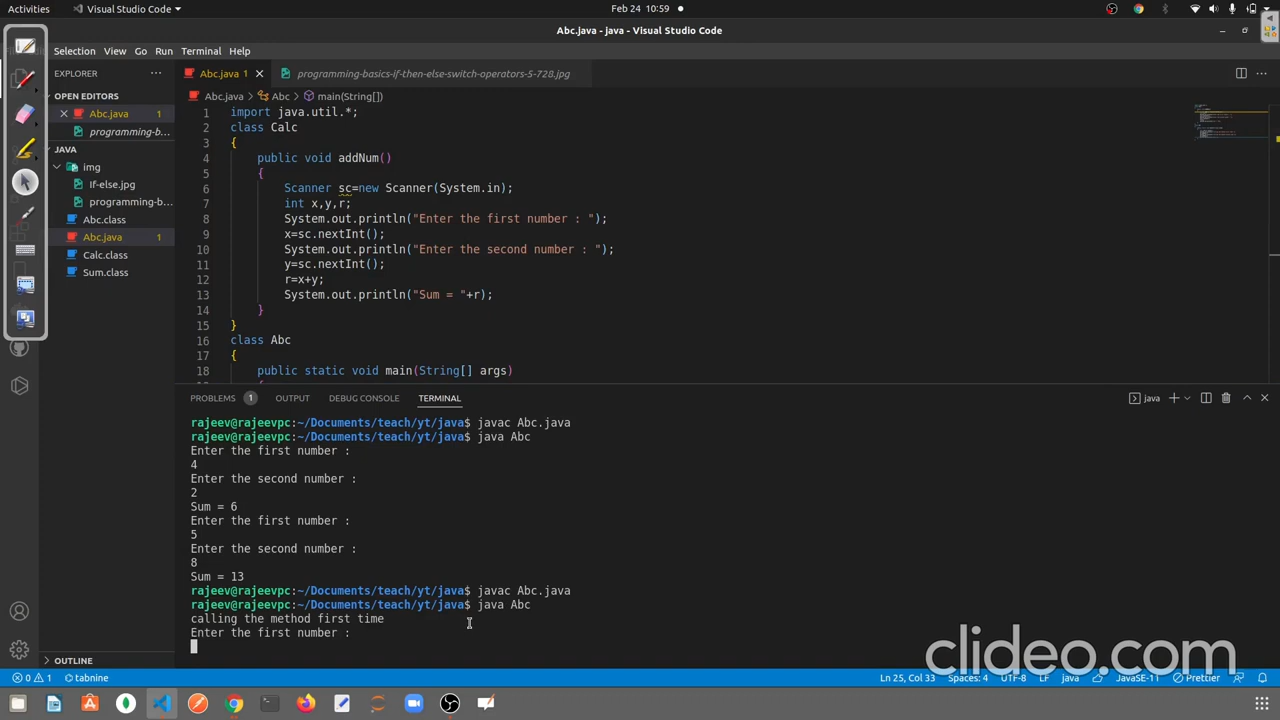 Activities
Visual Studio Code
Feb 24 10:59
Abc.java - java - Visual Studio Code
Selection View Go Run Terminal Help
EXPLORER
OPEN EDITORS
Abc.java 1
programming-b...
JAVA
img
If-else.jpg
programming-b...
Abc.class
Abc.java 1
Calc.class
Sum.class
OUTLINE
Abc.java 1
programming-basics-if-then-else-switch-operators-5-728.jpg
Abc.java > Abc > main(String[])
1 import java.util.*;
2 class Calc
3 {
4 public void addNum()
5 {
6 Scanner sc=new Scanner(System.in);
7 int x,y,r;
8 System.out.println("Enter the first number : ");
9 x=sc.nextInt();
10 System.out.println("Enter the second number : ");
11 y=sc.nextInt();
12 r=x+y;
13 System.out.println("Sum = "+r);
14 }
15 }
16 class Abc
17 {
18 public static void main(String[] args)
PROBLEMS 1 OUTPUT DEBUG CONSOLE TERMINAL
java
rajeev@rajeevpc:~/Documents/teach/yt/java$ javac Abc.java
rajeev@rajeevpc:~/Documents/teach/yt/java$ java Abc
Enter the first number :
4
Enter the second number :
2
Sum = 6
Enter the first number :
5
Enter the second number :
8
Sum = 13
rajeev@rajeevpc:~/Documents/teach/yt/java$ javac Abc.java
rajeev@rajeevpc:~/Documents/teach/yt/java$ java Abc
calling the method first time
Enter the first number :
clideo.com
0 1 tabnine
Ln 25, Col 33 Spaces: 4 UTF-8 LF java JavaSE-11 Prettier